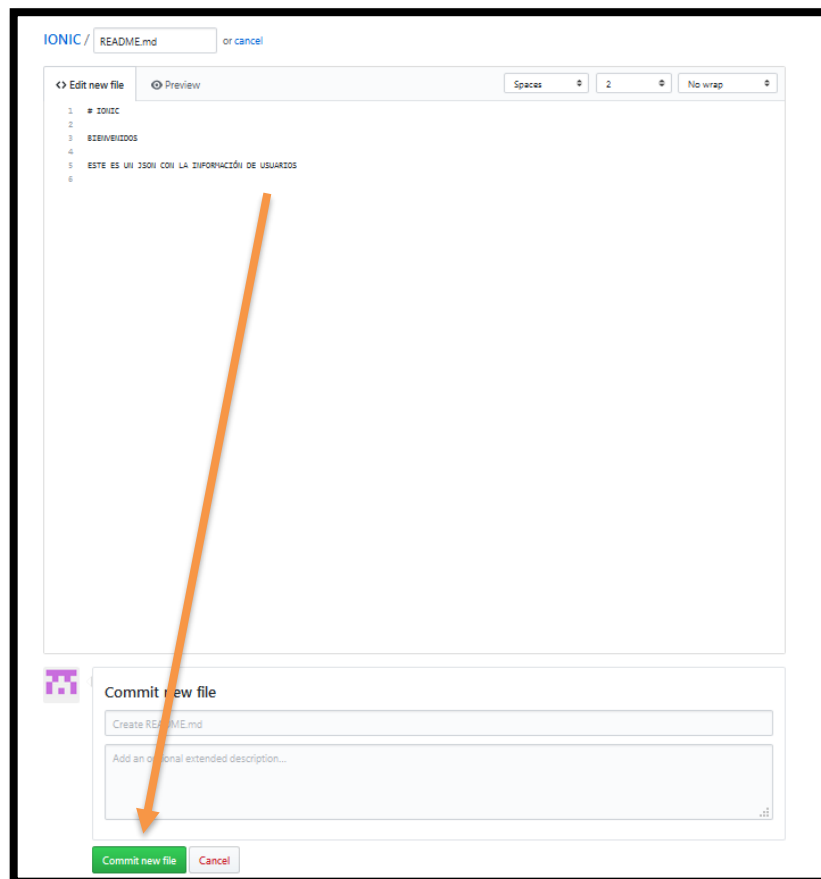 IONIC / README.md or cancel
<> Edit new file Preview Spaces 2 No wrap
1 # IONIC
2
3 BIENVENIDOS
4
5 ESTE ES UN JSON CON LA INFORMACIÓN DE USUARIOS
6
Commit new file
Create README.md
Add an optional extended description...
Commit new file Cancel